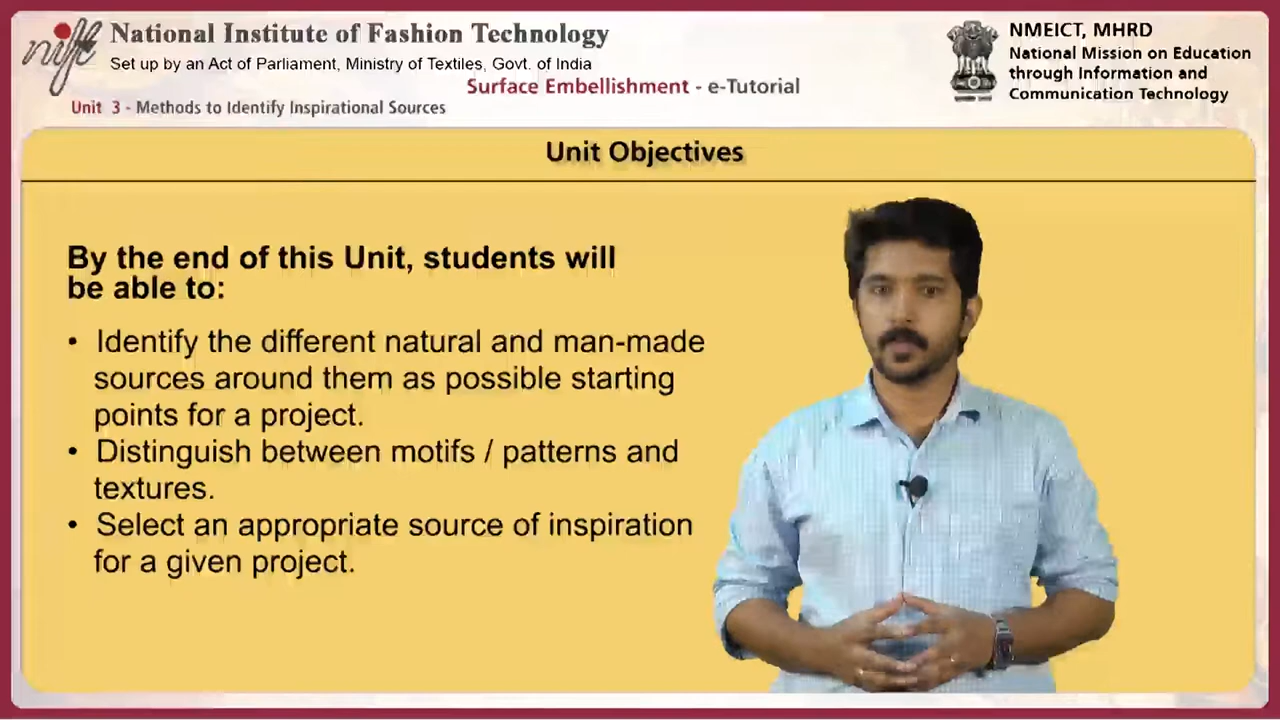 nift
National Institute of Fashion Technology
Set up by an Act of Parliament, Ministry of Textiles, Govt. of India
Surface Embellishment - e-Tutorial
Unit 3 - Methods to Identify Inspirational Sources
NMEICT, MHRD
National Mission on Education
through Information and
Communication Technology
Unit Objectives
By the end of this Unit, students will
be able to:
• Identify the different natural and man-made
sources around them as possible starting
points for a project.
• Distinguish between motifs / patterns and
textures.
• Select an appropriate source of inspiration
for a given project.